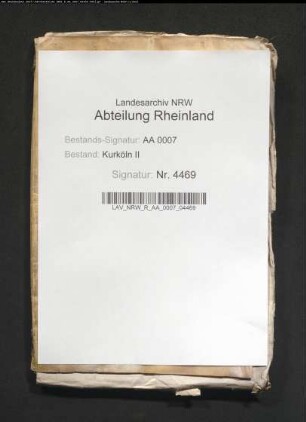 Landesarchiv NRW
Abteilung Rheinland
Bestands-Signatur: AA 0007
Bestand: Kurköln II
Signatur: Nr. 4469
LAV_NRW_R_AA_0007_04469